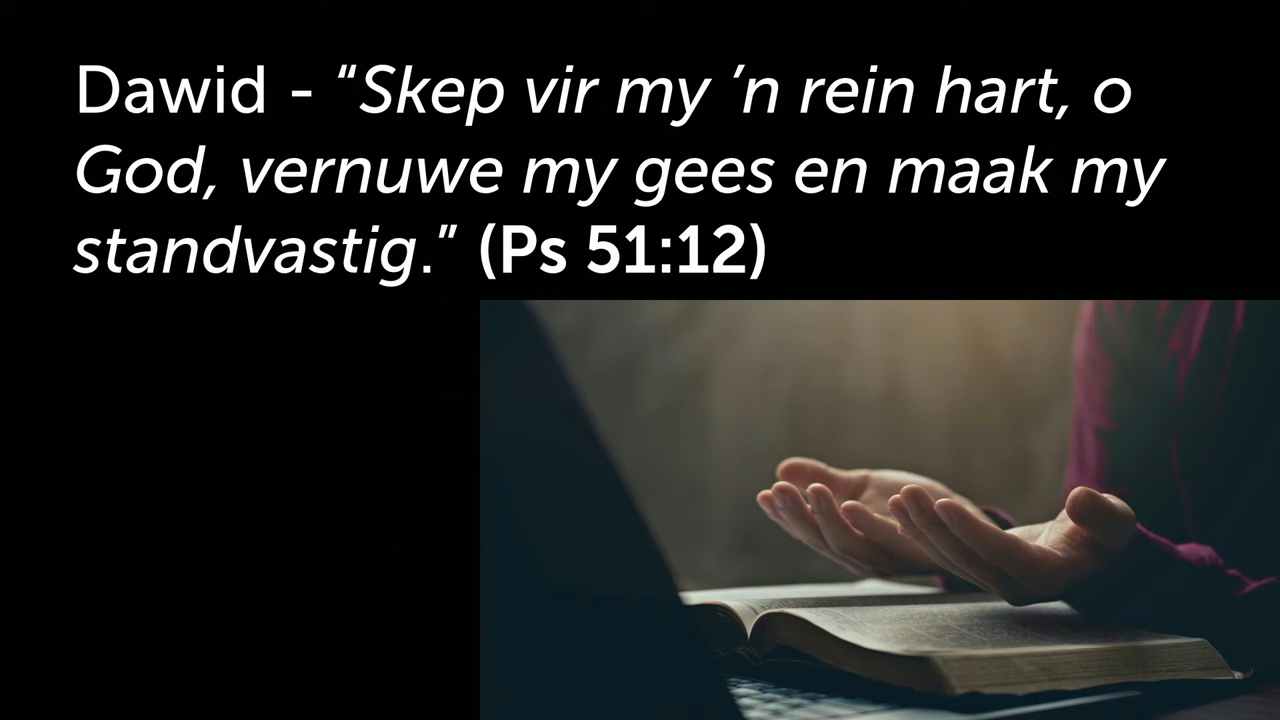 Dawid - “Skep vir my ’n rein hart, o
God, vernuwe my gees en maak my
standvastig.” (Ps 51:12)